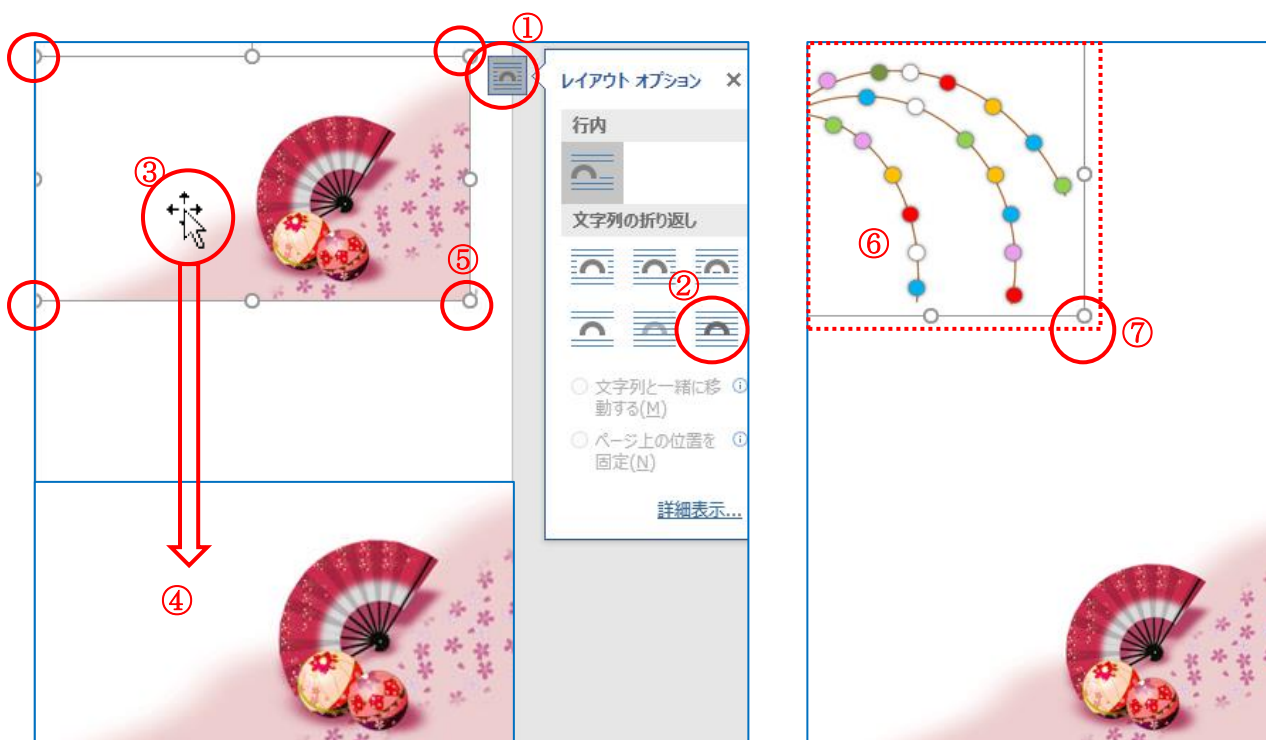 ①
レイアウト オプション ×
行内
③
文字列の折り返し
⑤
⑥
②
⑦
文字列と一緒に移
動する(M)
ページ上の位置を
固定(N)
詳細表示...
④